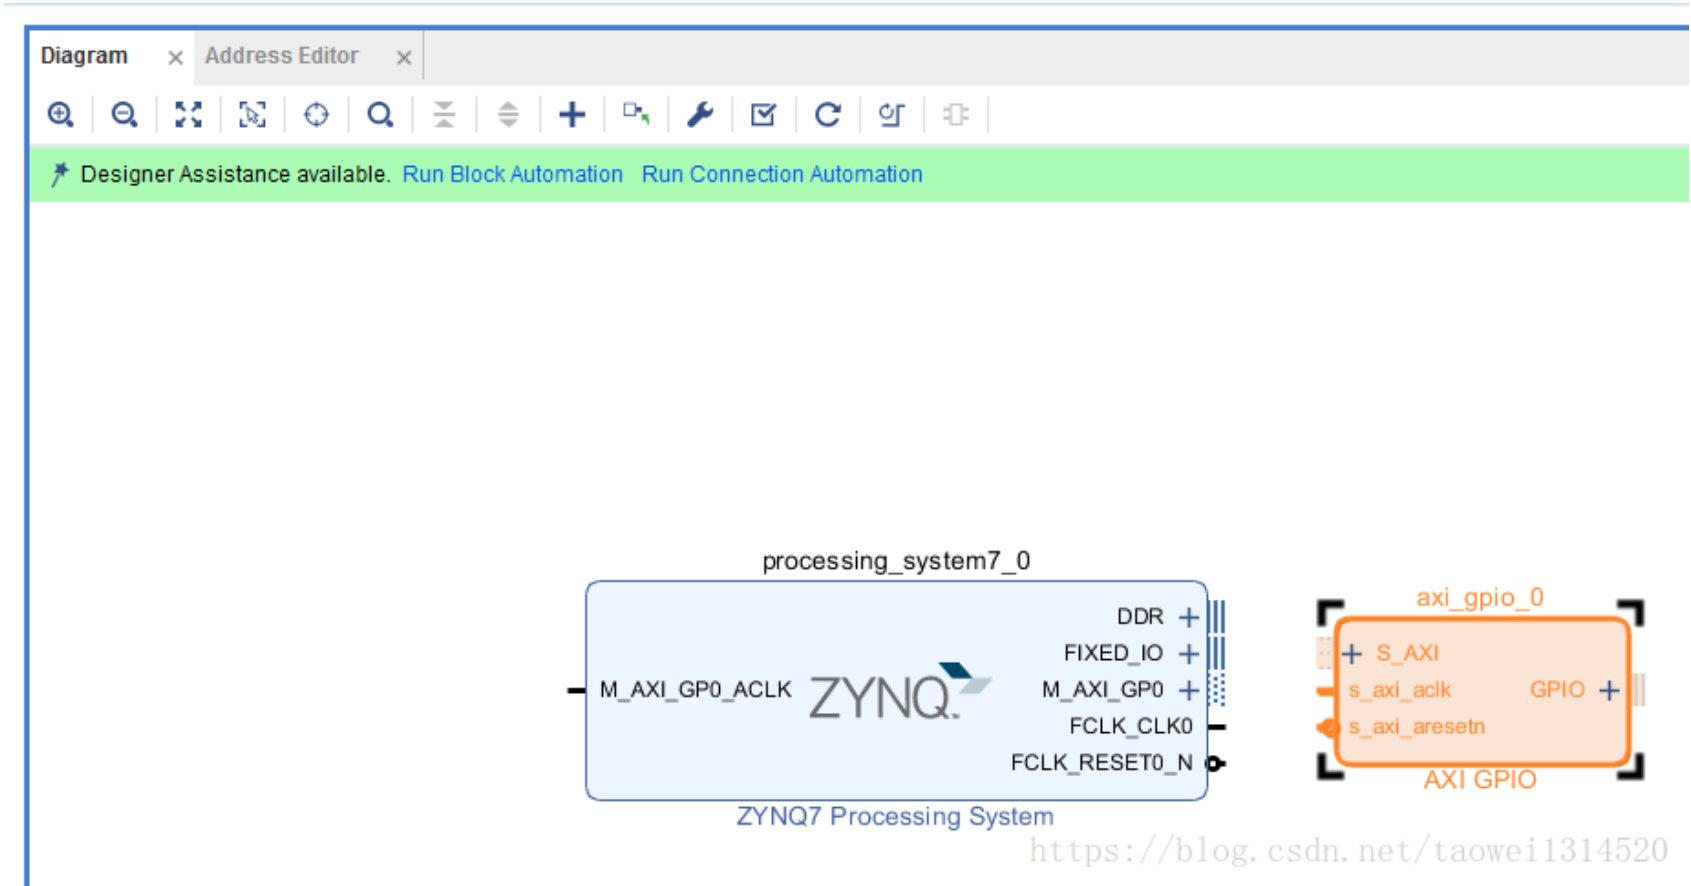 Diagram × Address Editor ×
Designer Assistance available. Run Block Automation Run Connection Automation
processing_system7_0
DDR
FIXED_IO
M_AXI_GP0_ACLK ZYNQ M_AXI_GP0
FCLK_CLK0
FCLK_RESET0_N
ZYNQ7 Processing System
axi_gpio_0
S_AXI
s_axi_aclk GPIO
s_axi_aresetn
AXI GPIO
https://blog.csdn.net/taowei1314520